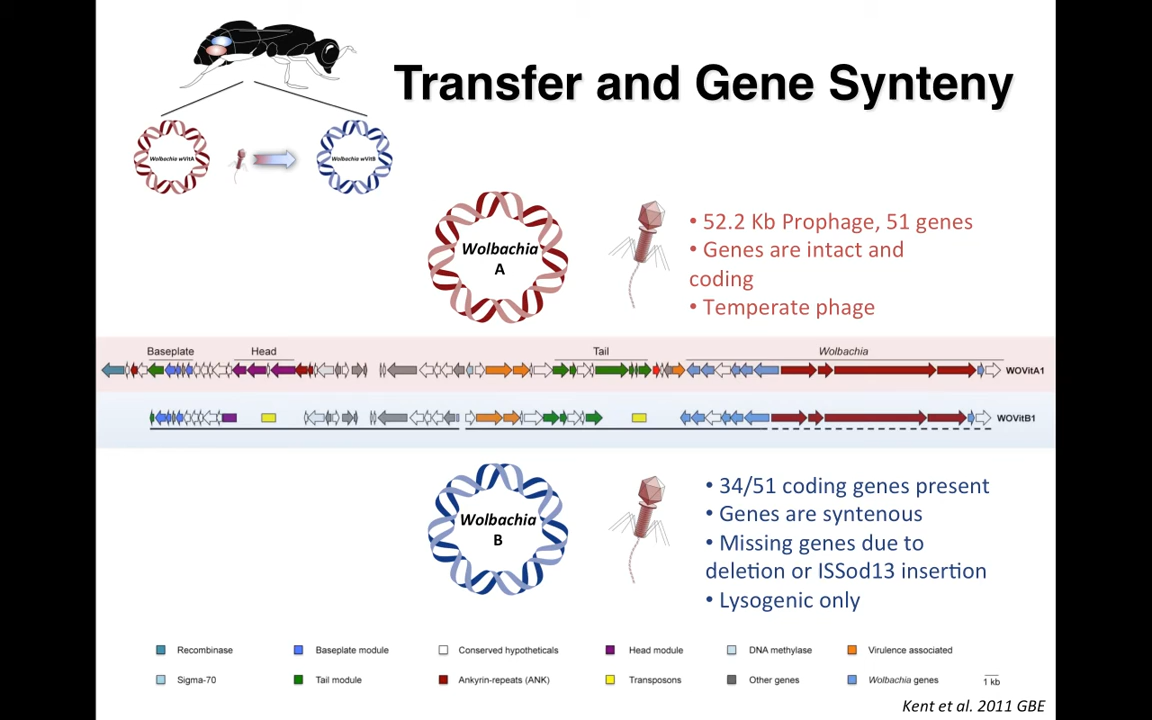 Transfer and Gene Synteny
Wolbachia wVitA
Wolbachia wVitB
Wolbachia
A
• 52.2 Kb Prophage, 51 genes
• Genes are intact and
coding
• Temperate phage
Baseplate
Head
Tail
Wolbachia
WOVitA1
WOVitB1
Wolbachia
B
• 34/51 coding genes present
• Genes are syntenous
• Missing genes due to
deletion or ISSod13 insertion
• Lysogenic only
Recombinase
Baseplate module
Conserved hypotheticals
Head module
DNA methylase
Virulence associated
Sigma-70
Tail module
Ankyrin-repeats (ANK)
Transposons
Other genes
Wolbachia genes
1 kb
Kent et al. 2011 GBE